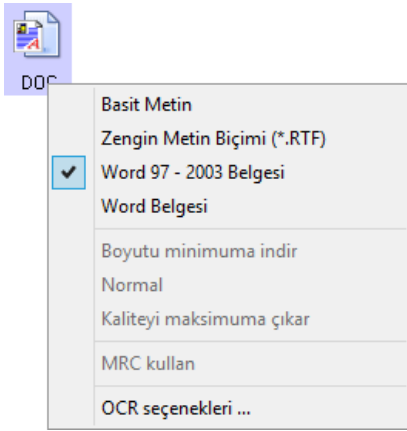 DOC
Basit Metin
Zengin Metin Biçimi (*.RTF)
Word 97 - 2003 Belgesi
Word Belgesi
Boyutu minimuma indir
Normal
Kaliteyi maksimuma çıkar
MRC kullan
OCR seçenekleri ...